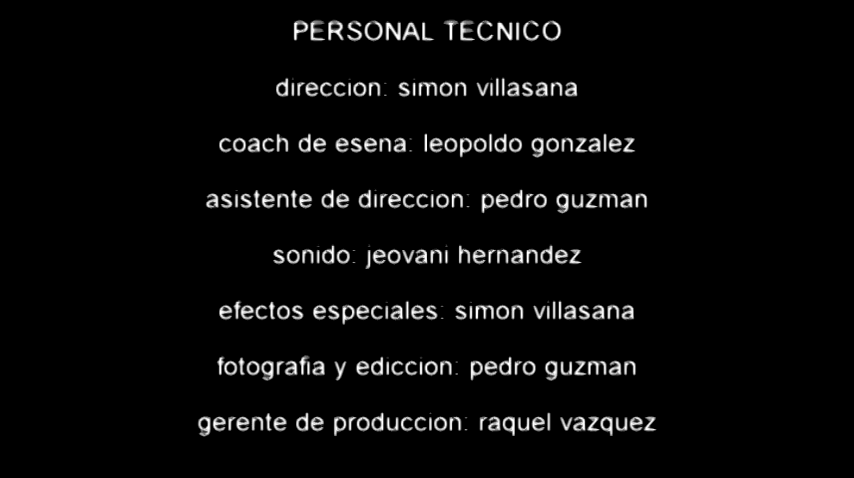 PERSONAL TECNICO
direccion: simon villasana
coach de esena: leopoldo gonzalez
asistente de direccion: pedro guzman
sonido: jeovani hernandez
efectos especiales: simon villasana
fotografia y ediccion: pedro guzman
gerente de produccion: raquel vazquez